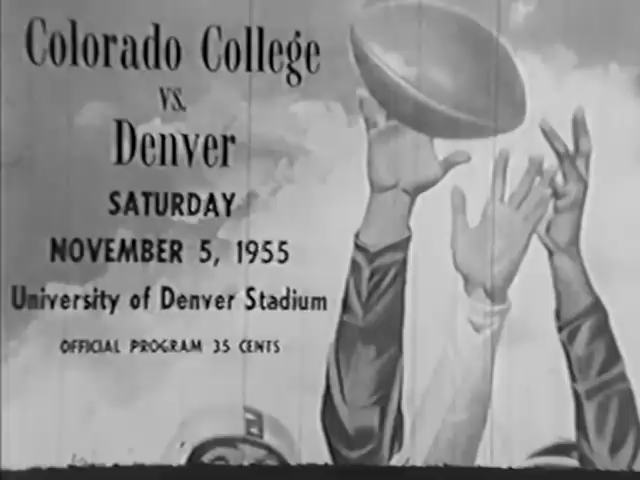 Colorado College
VS.
Denver
SATURDAY
NOVEMBER 5, 1955
University of Denver Stadium
OFFICIAL PROGRAM 35 CENTS